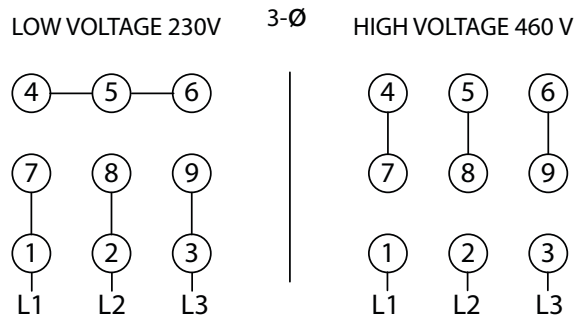 3-Ø
LOW VOLTAGE 230V
4 5 6
7 8 9
1 2 3
L1 L2 L3
HIGH VOLTAGE 460 V
4 5 6
7 8 9
1 2 3
L1 L2 L3